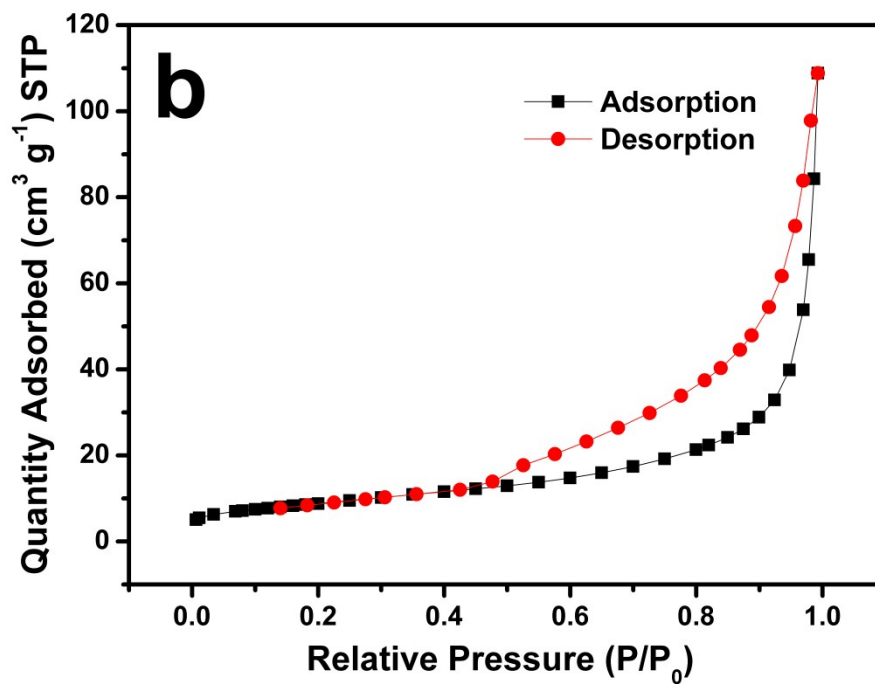 b
Adsorption
Desorption
Quantity Adsorbed (cm³ g⁻¹) STP
120
100
80
60
40
20
0
0.0 0.2 0.4 0.6 0.8 1.0
Relative Pressure (P/P₀)